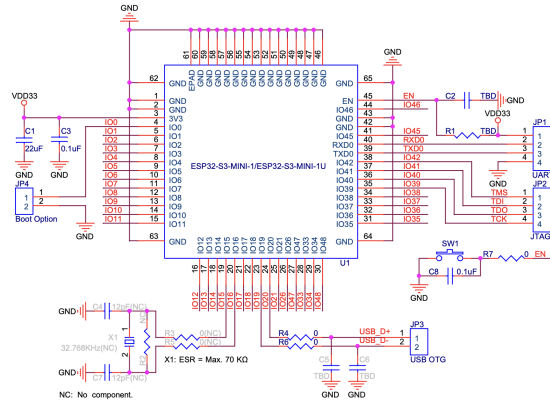 GND
GND
61 60 59 58 57 56 55 54 53 52 51 50 49 48 47 46
EPAD GND GND GND GND GND GND GND GND GND GND GND GND GND GND GND
GND 62 GND
GND 65
VDD33
1 GND
2 GND
3 3V3
IO0 4 IO0
IO1 5 IO1
IO2 6 IO2
IO3 7 IO3
IO4 8 IO4
IO5 9 IO5
IO6 10 IO6
IO7 11 IO7
IO8 12 IO8
IO9 13 IO9
IO10 14 IO10
IO11 15 IO11
63 GND
C1
22uF
GND
C3
0.1uF
GND
JP4
1
2
Boot Option
GND
GND
ESP32-S3-MINI-1/ESP32-S3-MINI-1U
EN 45 EN
IO46 44 IO46
GND 43
GND 42
IO45 41 IO45
RXD0 40 RXD0
TXD0 39 TXD0
IO42 38 IO42
IO41 37 IO41
IO40 36 IO40
IO39 35 IO39
IO38 34 IO38
IO37 33 IO37
IO36 32 IO36
IO35 31 IO35
GND 64
U1
GND
C2 TBD
GND
VDD33
R1 TBD
JP1
1
2
3
4
UAR
GND
JP2
TMS 1
TDI 2
TDO 3
TCK 4
JTAG
SW1
R7 0 EN
C8 0.1uF
GND
IO12 IO13 IO14 IO15 IO16 IO17 IO18 IO19 IO20 IO21 IO26 IO47 IO33 IO34 IO48
16 17 18 19 20 21 22 23 24 25 26 27 28 29 30
IO12 IO13 IO14 IO15 IO16 IO17 IO18 IO19 IO20 IO21 IO26 IO47 IO33 IO34 IO48
GND C4 12pF(NC)
X1
1
2
32.768KHz(NC)
R2 NC
R3 0(NC)
R5 0(NC)
GND C7 12pF(NC)
X1: ESR = Max. 70 KΩ
NC: No component.
R4 0 USB_D+ 1
R6 0 USB_D- 2
JP3
USB OTG
C5
TBD
GND
C6
TBD
GND